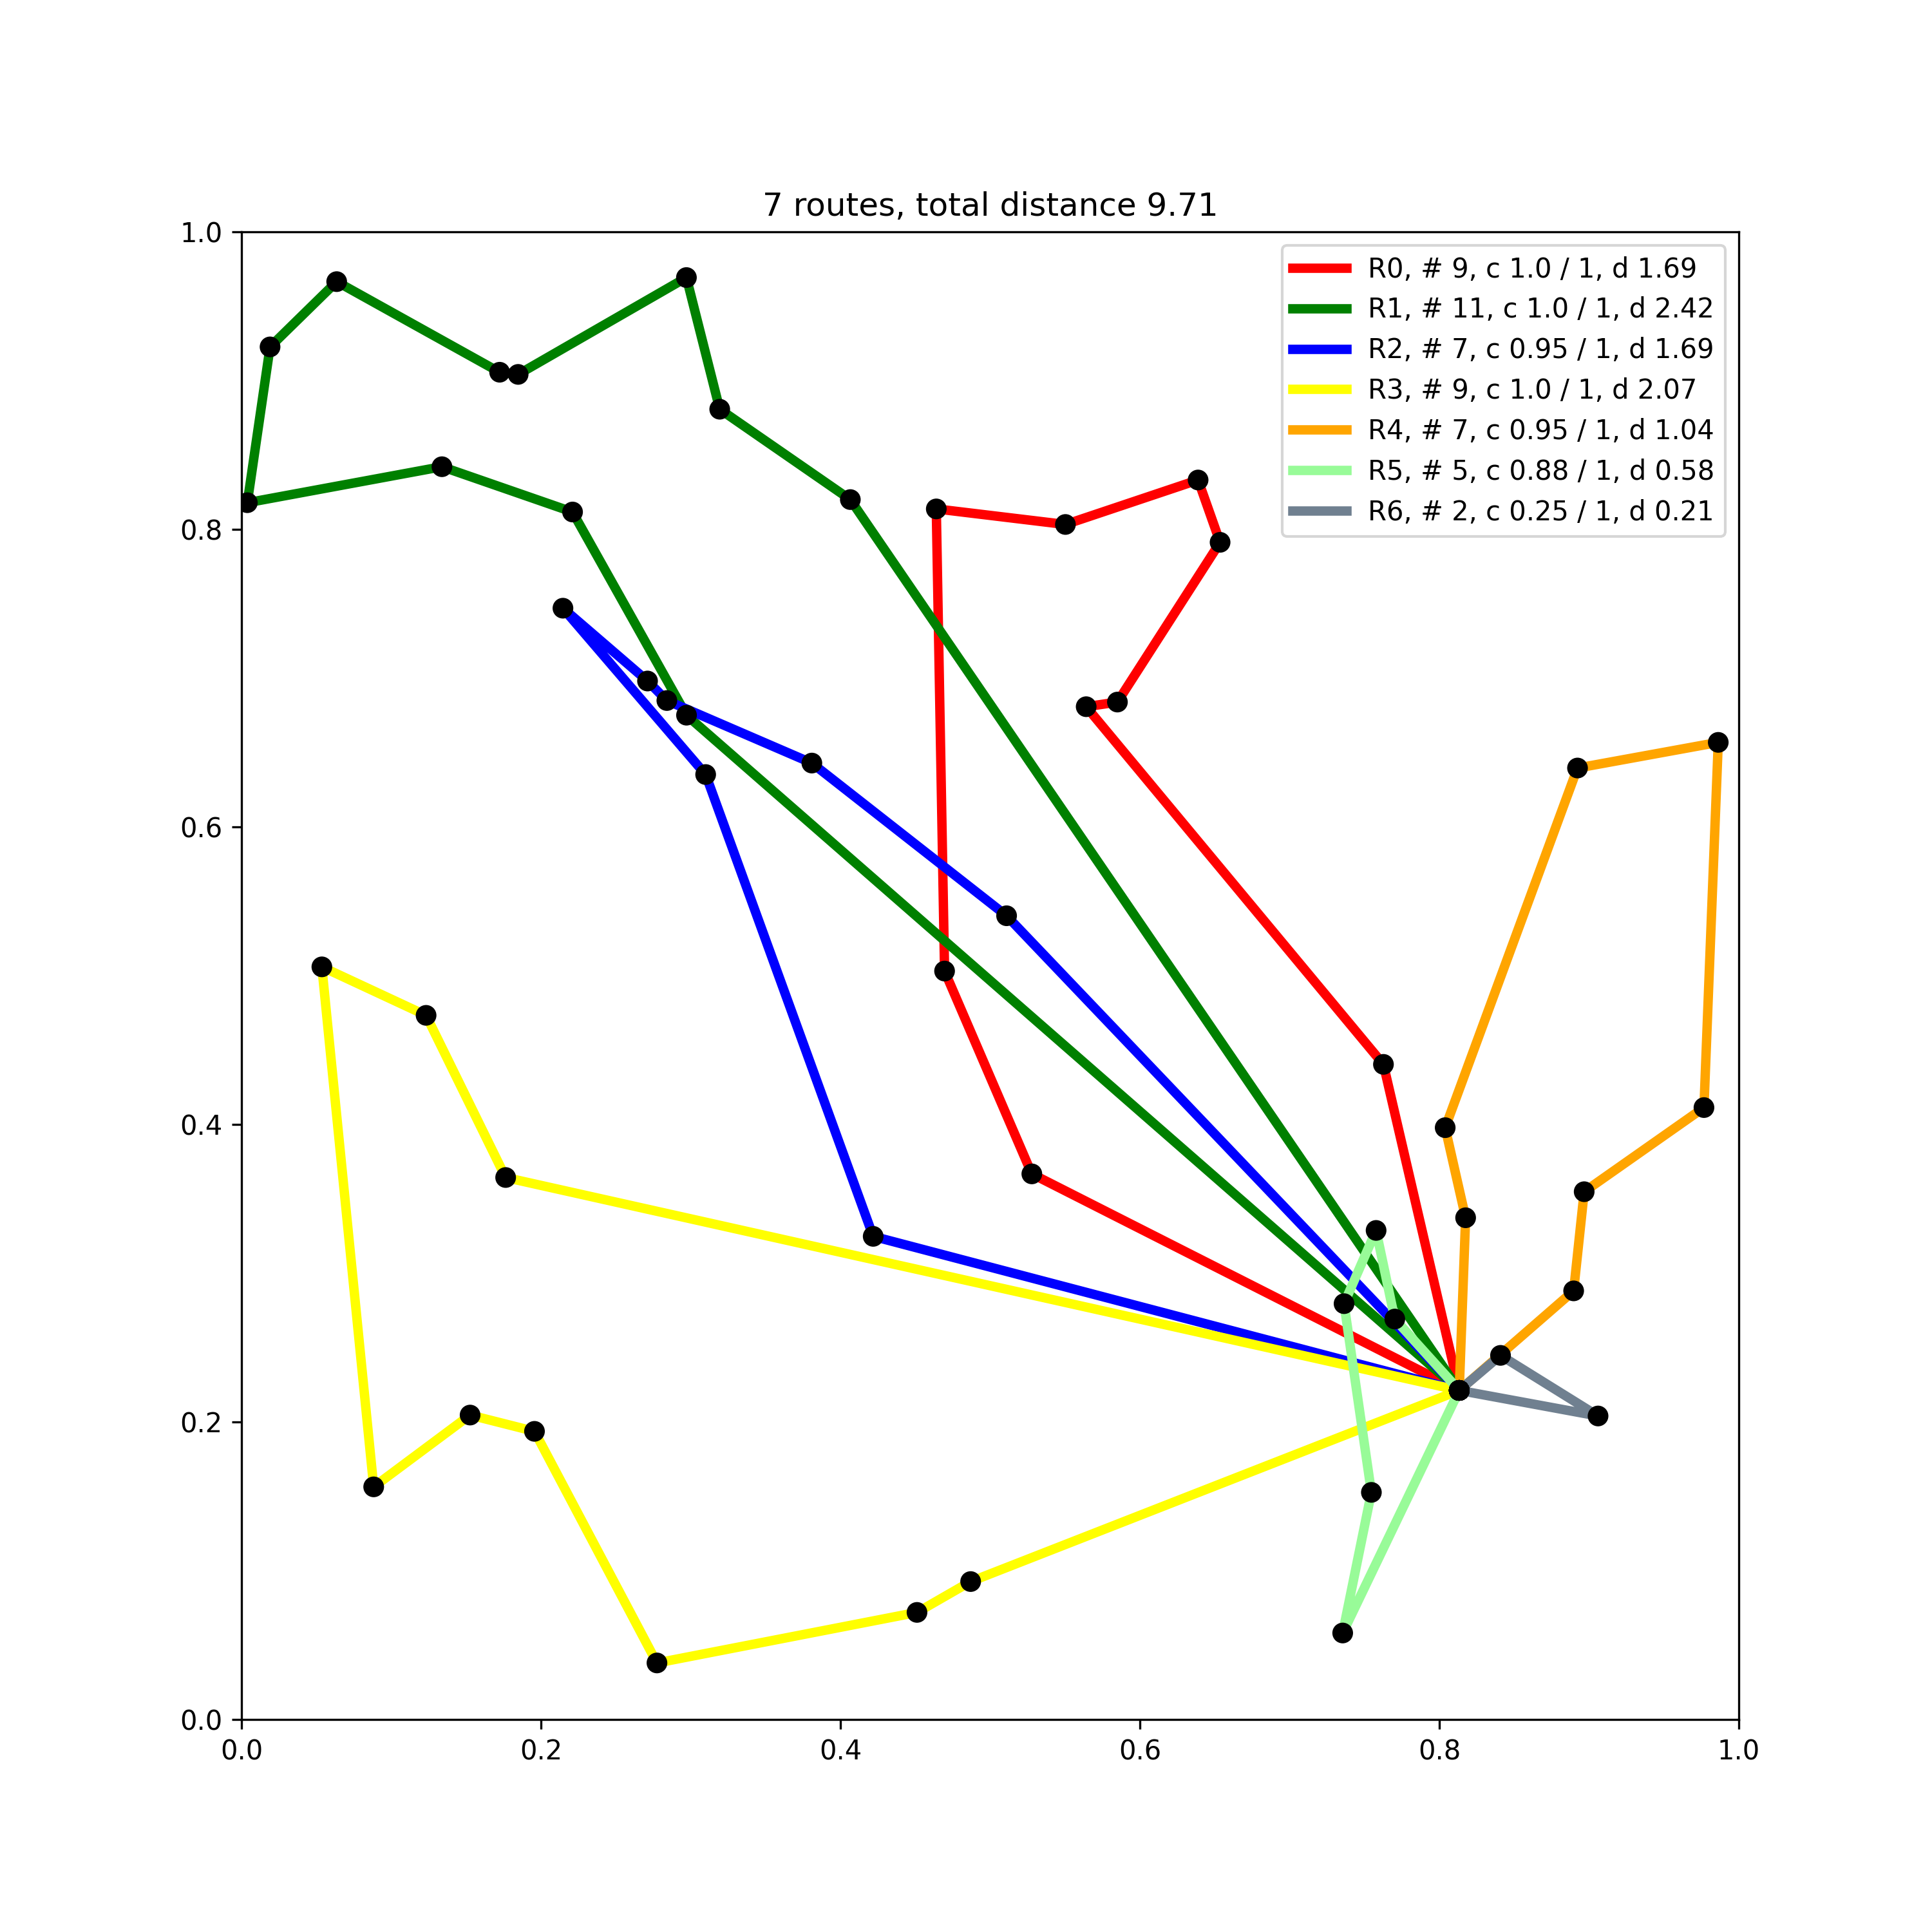 7 routes, total distance 9.71
1.0
0.8
0.6
0.4
0.2
0.0
0.0 0.2 0.4 0.6 0.8 1.0
R0, # 9, c 1.0 / 1, d 1.69
R1, # 11, c 1.0 / 1, d 2.42
R2, # 7, c 0.95 / 1, d 1.69
R3, # 9, c 1.0 / 1, d 2.07
R4, # 7, c 0.95 / 1, d 1.04
R5, # 5, c 0.88 / 1, d 0.58
R6, # 2, c 0.25 / 1, d 0.21